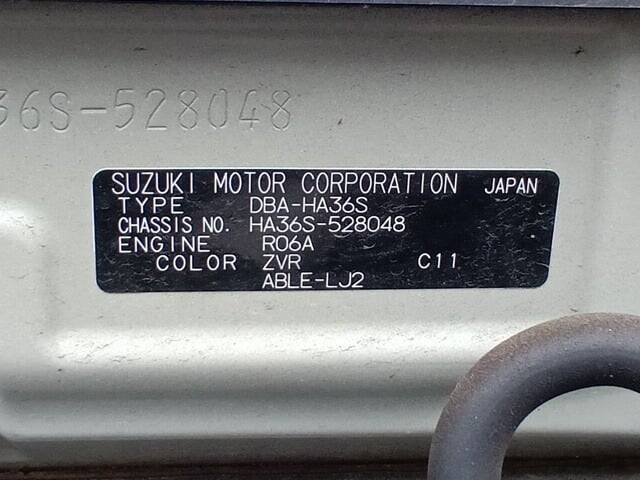 36S-528048
SUZUKI MOTOR CORPORATION JAPAN
TYPE DBA-HA36S
CHASSIS NO. HA36S-528048
ENGINE R06A
COLOR ZVR C11
ABLE-LJ2